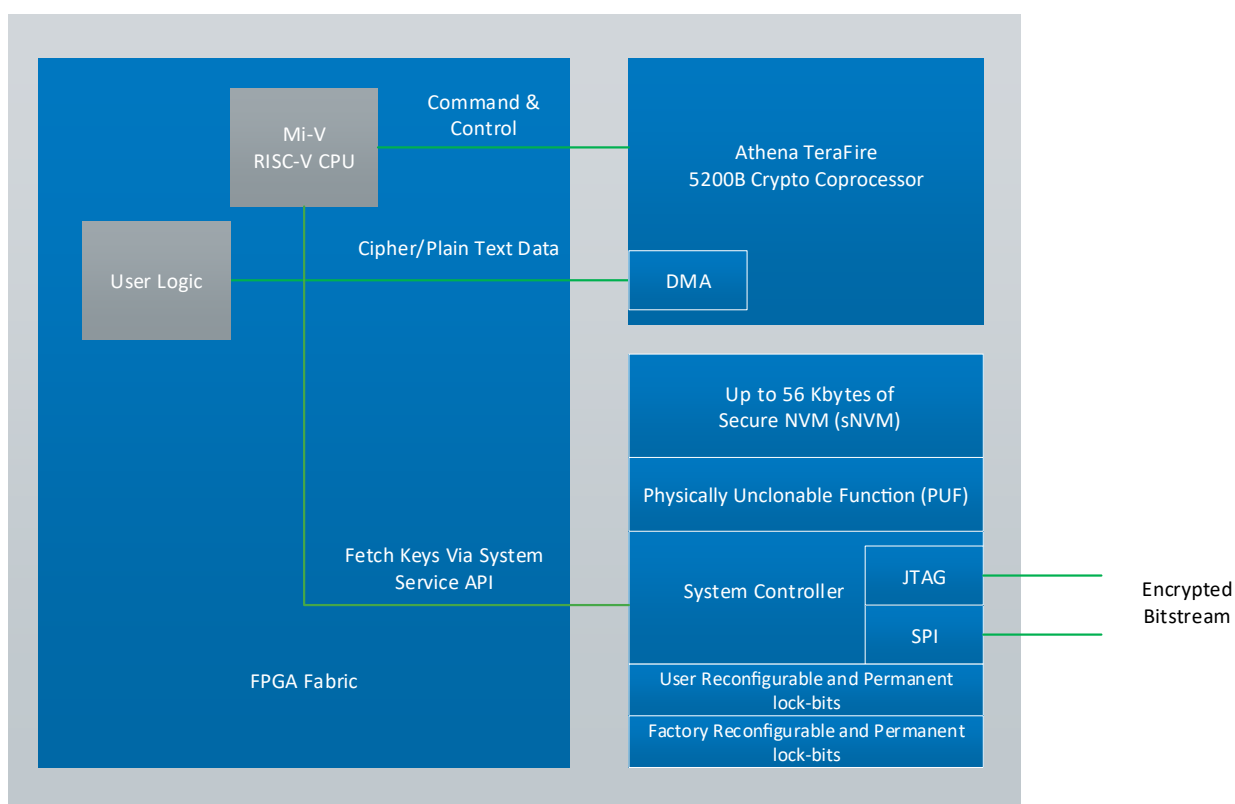 Command &
Control
Mi-V
RISC-V CPU
Athena TeraFire
5200B Crypto Coprocessor
Cipher/Plain Text Data
User Logic
DMA
Up to 56 Kbytes of
Secure NVM (sNVM)
Physically Unclonable Function (PUF)
Fetch Keys Via System
Service API
System Controller
JTAG
SPI
Encrypted
Bitstream
FPGA Fabric
User Reconfigurable and Permanent
lock-bits
Factory Reconfigurable and Permanent
lock-bits